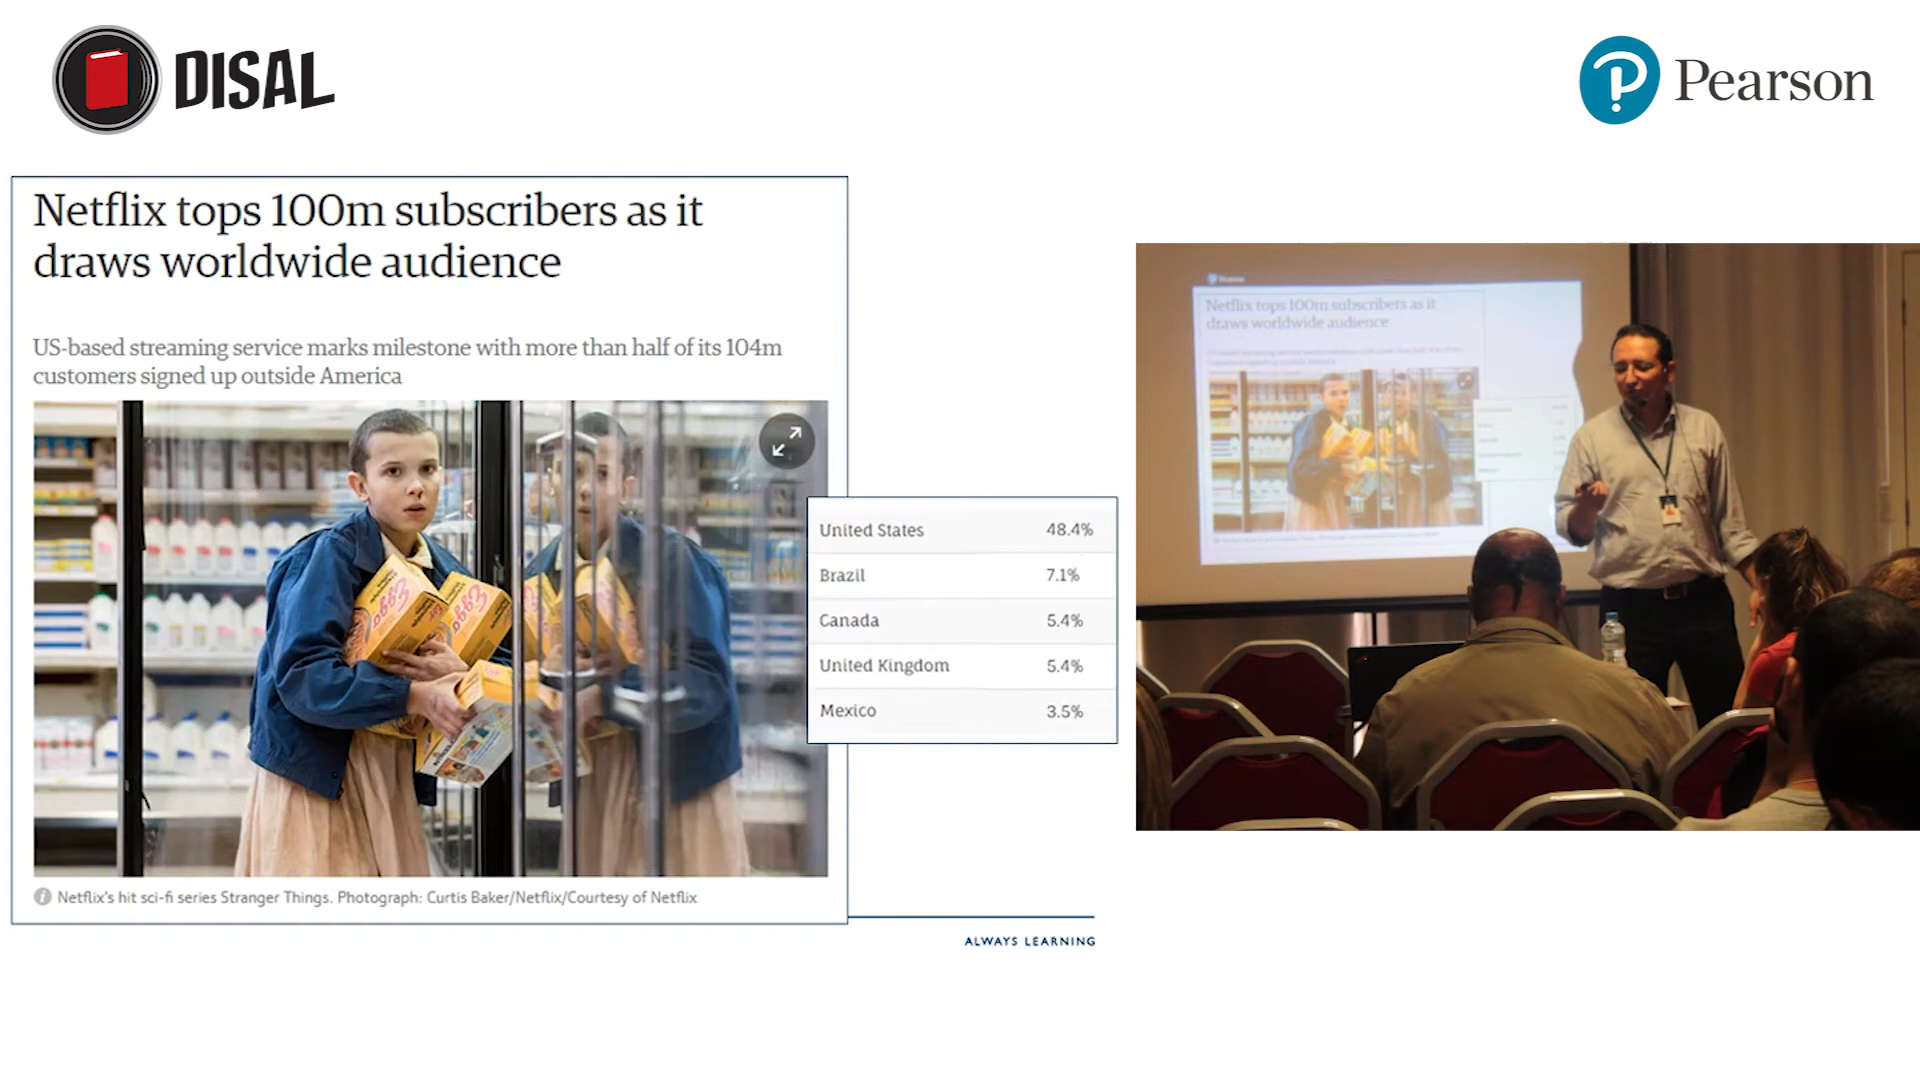 DISAL
Pearson
Netflix tops 100m subscribers as it
draws worldwide audience
US-based streaming service marks milestone with more than half of its 104m
customers signed up outside America
Eggo
Eggo
United States 48.4%
Brazil 7.1%
Canada 5.4%
United Kingdom 5.4%
Mexico 3.5%
Netflix's hit sci-fi series Stranger Things. Photograph: Curtis Baker/Netflix/Courtesy of Netflix
ALWAYS LEARNING
Pearson
Netflix tops 100m subscribers as it
draws worldwide audience